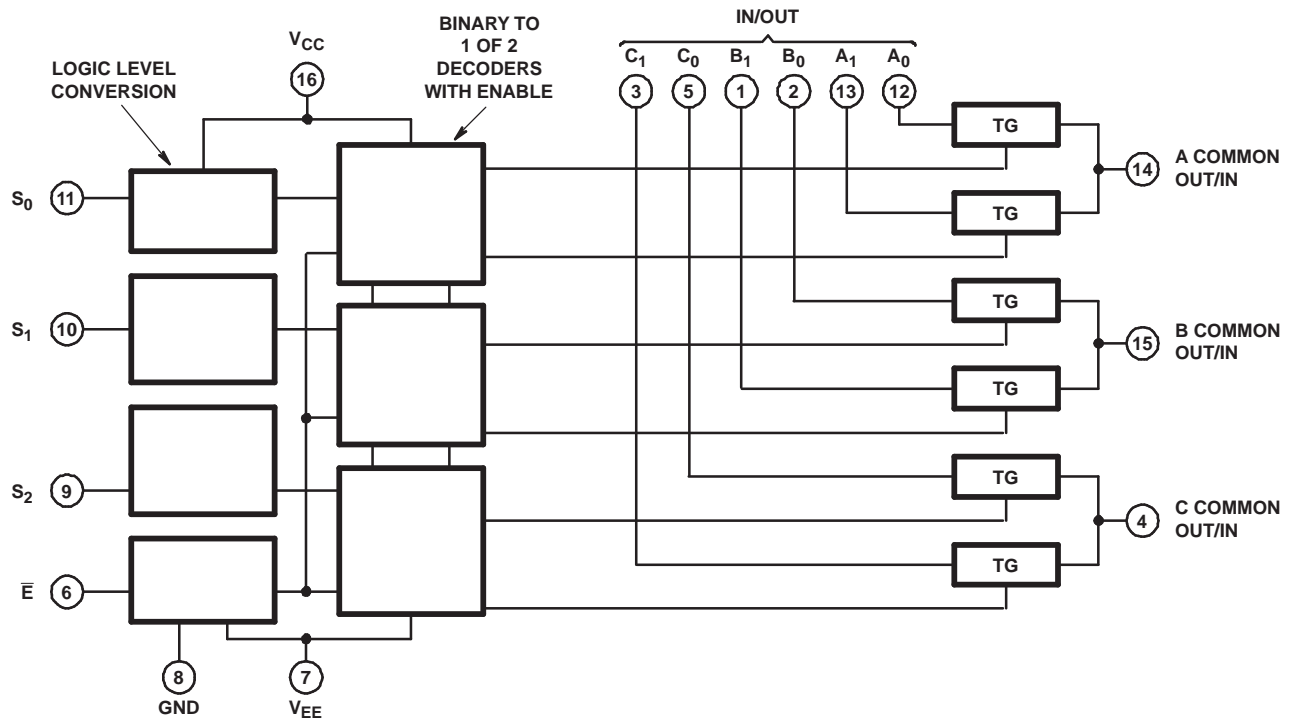 IN/OUT
BINARY TO
1 OF 2
DECODERS
WITH ENABLE
VCC
LOGIC LEVEL
CONVERSION
C1 C0 B1 B0 A1 A0
16
3 5 1 2 13 12
TG
A COMMON
OUT/IN
14
S0 11
TG
TG
B COMMON
OUT/IN
S1 10
15
TG
TG
S2 9
C COMMON
OUT/IN
4
TG
E̅ 6
8
7
GND
VEE